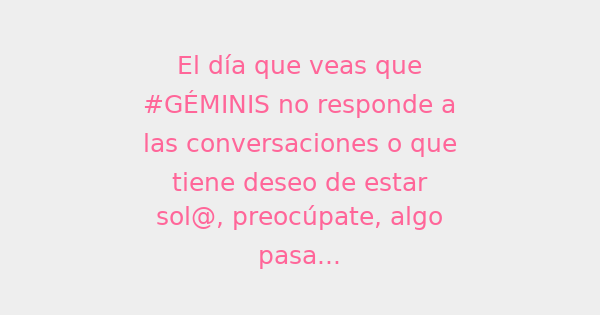 El día que veas que
#GÉMINIS no responde a
las conversaciones o que
tiene deseo de estar
sol@, preocúpate, algo
pasa...